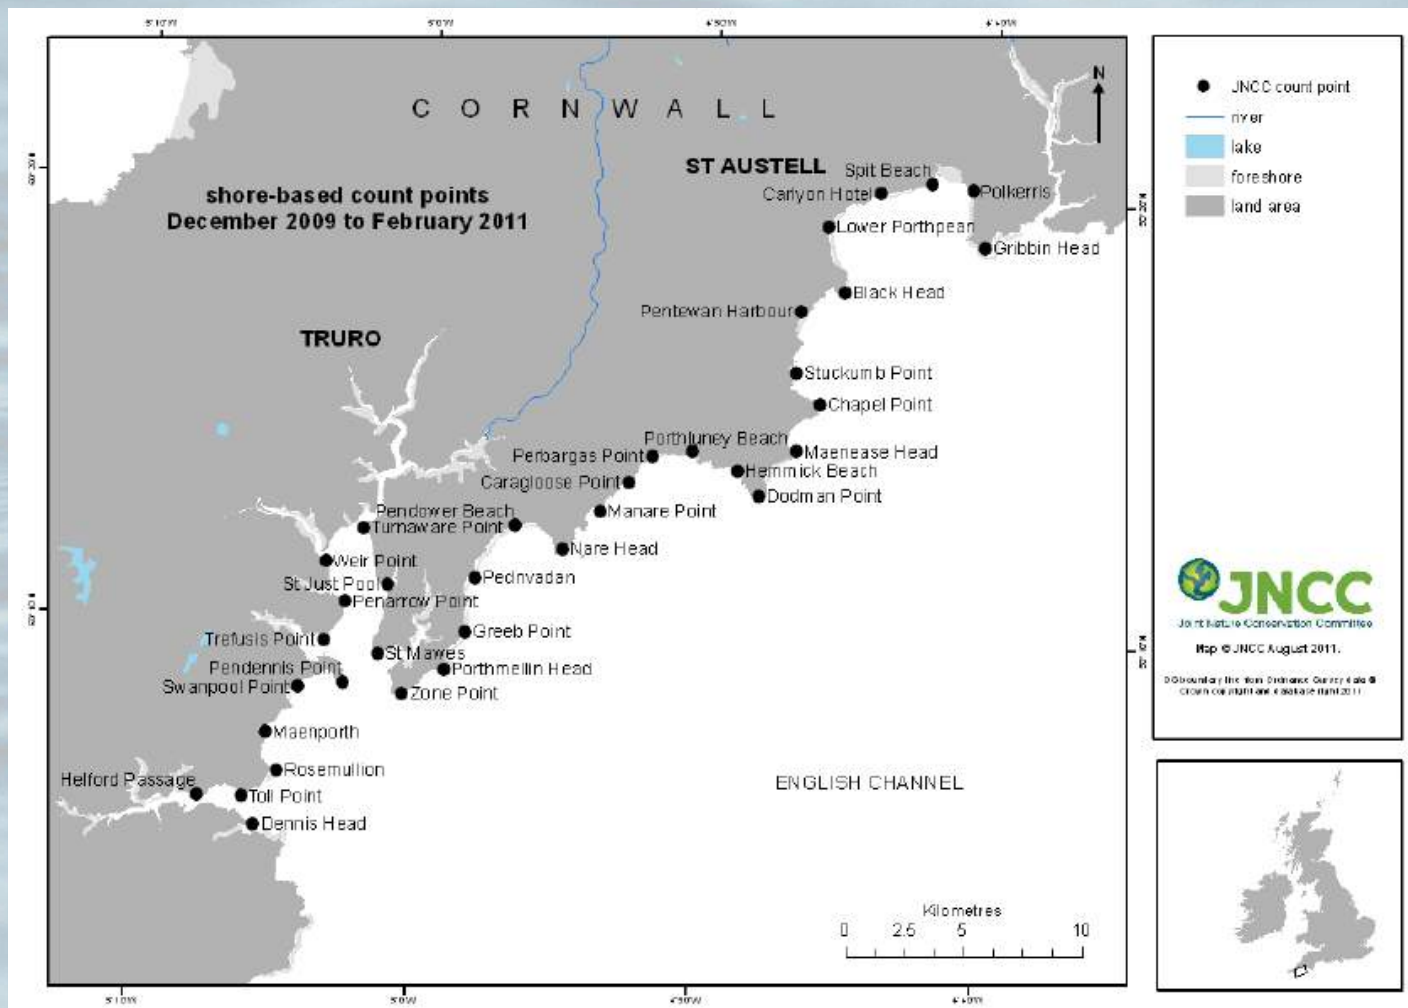 CORNWALL
shore-based count points
December 2009 to February 2011
ST AUSTELL
Spit Beach
Carlyon Hotel
Polkerris
Lower Porthpean
Gribbin Head
Black Head
Pentewan Harbour
TRURO
Stuckumb Point
Chapel Point
Porthluney Beach
Maenease Head
Perbargas Point
Hemmick Beach
Caragloose Point
Dodman Point
Pendower Beach
Manare Point
Turnaware Point
Nare Head
Weir Point
Pednvadan
St Just Pool
Penarrow Point
Greeb Point
Trefusis Point
St Mawes
Pendennis Point
Porthmellin Head
Swanpool Point
Zone Point
Maenporth
Rosemullion
Helford Passage
Toll Point
Dennis Head
ENGLISH CHANNEL
Kilometres
0 2.5 5 10
N
JNCC count point
river
lake
foreshore
land area
JNCC
Joint Nature Conservation Committee
Map © JNCC August 2011.